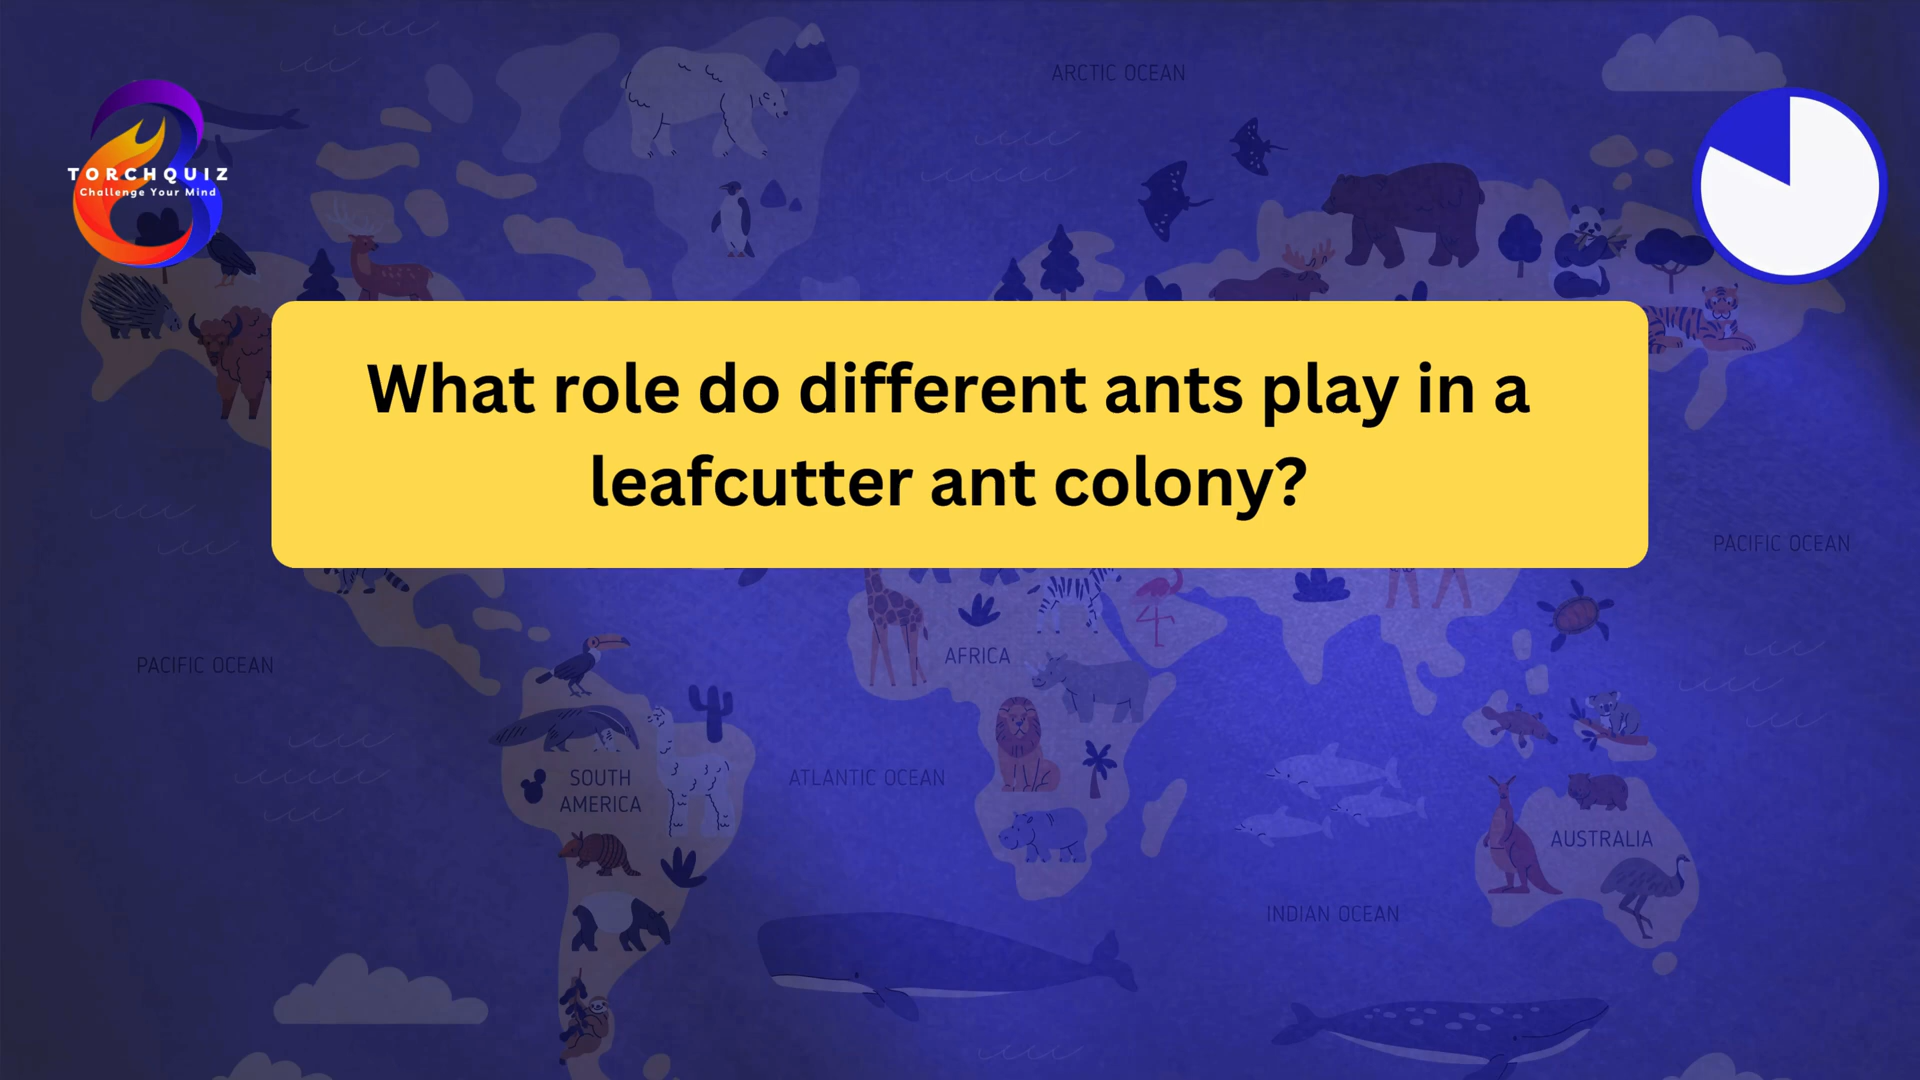 ARCTIC OCEAN
TORCHQUIZ
Challenge Your Mind
What role do different ants play in a
leafcutter ant colony?
PACIFIC OCEAN
PACIFIC OCEAN
AFRICA
SOUTH
AMERICA
ATLANTIC OCEAN
AUSTRALIA
INDIAN OCEAN